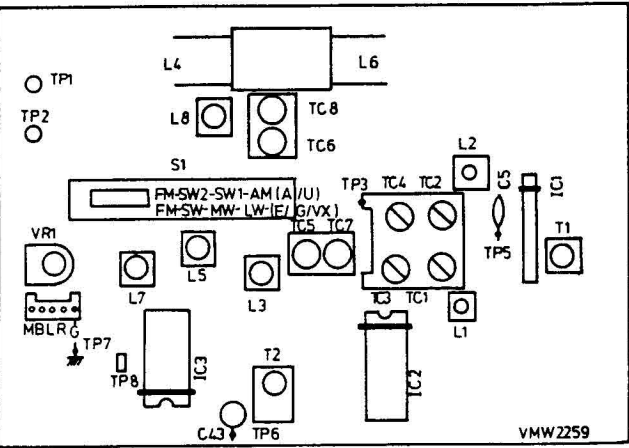 L4
L6
TP1
TP2
L8
TC8
TC6
S1
FM-SW2-SW1-AM(A/U)
FM-SW-MW-LW-(E/G/VX)
TP3
TC4
TC2
L2
C5
IC1
TC5
TC7
TP5
T1
VR1
L5
L7
L3
TC3
TC1
L1
MBLRG
TP7
TP8
IC3
T2
IC2
C43
TP6
VMW2259